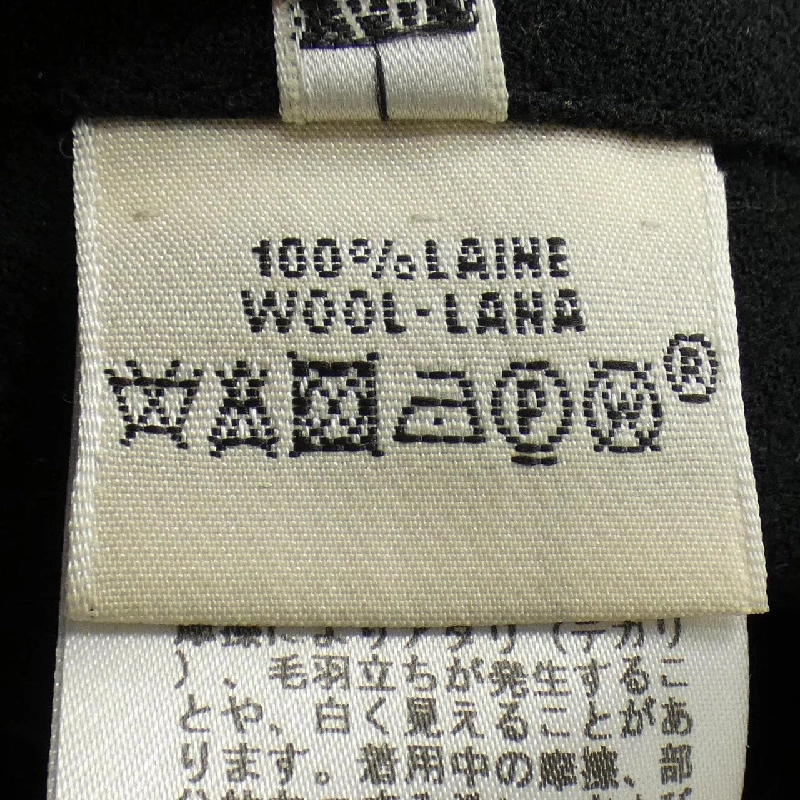 100% LAINE
WOOL-LANA
P W ®
摩擦によりアタリ(テカリ
)、毛羽立ちが発生するこ
とや、白く見えることがあ
ります。着用中の摩擦、部